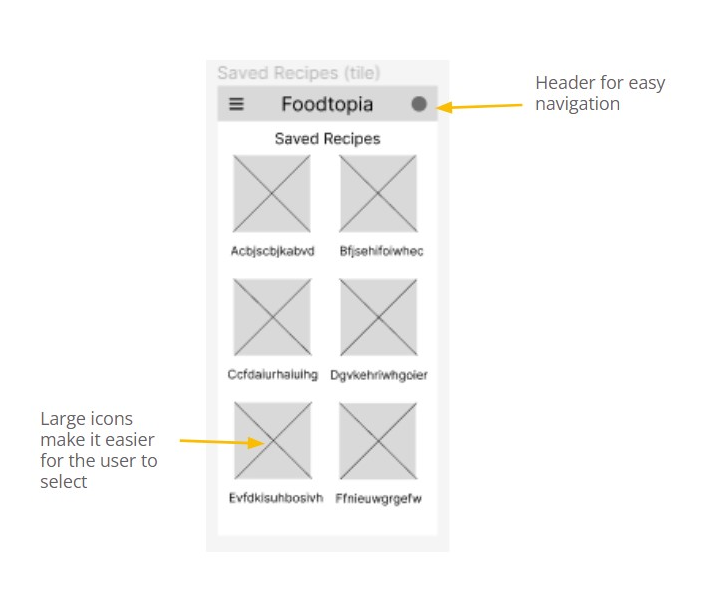 Saved Recipes (tile)
Foodtopia
Header for easy
navigation
Saved Recipes
Acbjscbjkabvd
Bfjsehifoiwhec
Ccfdaiurhaiuihg
Dgvkehriwhgoier
Large icons
make it easier
for the user to
select
Evfdkisuhbosivh
Ffnieuwgrgefw